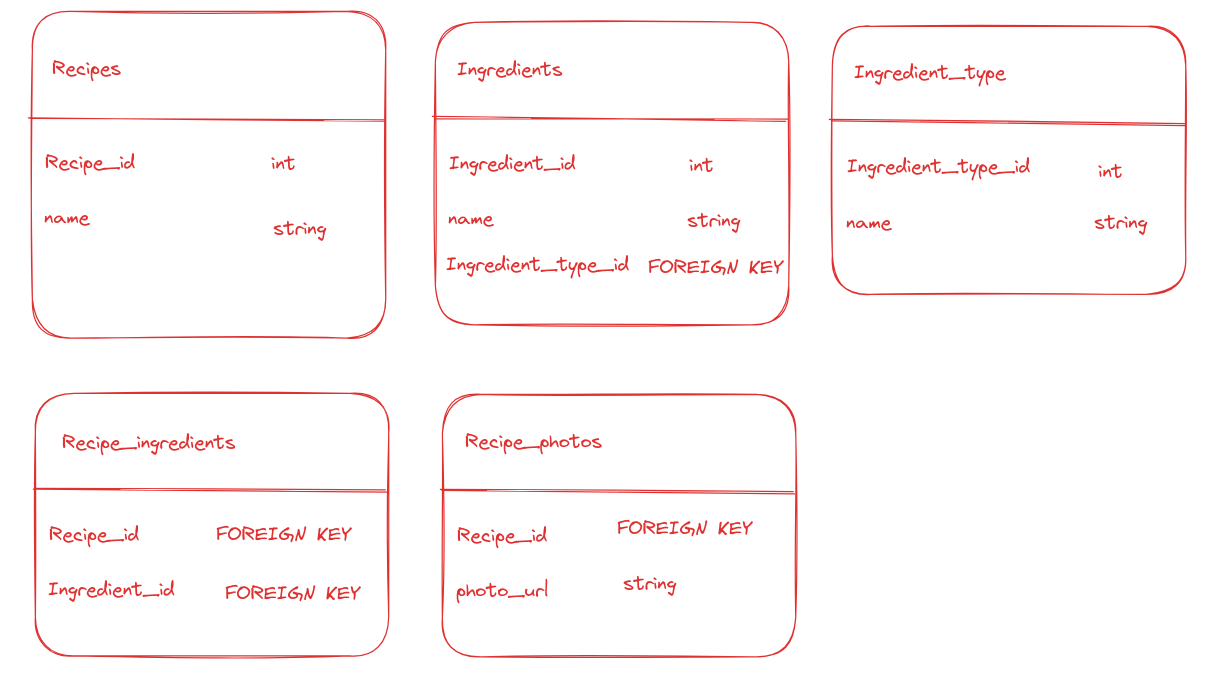 Recipes
Recipe_id int
name string
Ingredients
Ingredient_id int
name string
Ingredient_type_id FOREIGN KEY
Ingredient_type
Ingredient_type_id int
name string
Recipe_ingredients
Recipe_id FOREIGN KEY
Ingredient_id FOREIGN KEY
Recipe_photos
Recipe_id FOREIGN KEY
photo_url string